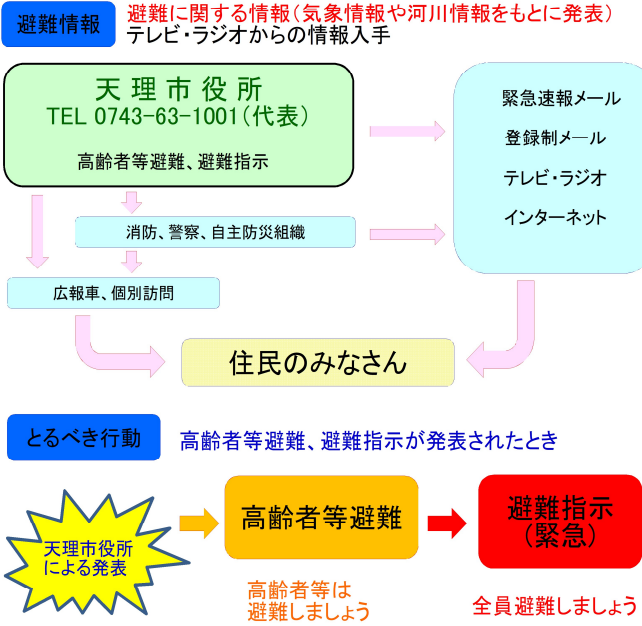 避難情報
避難に関する情報(気象情報や河川情報をもとに発表)
テレビ・ラジオからの情報入手
天理市役所
TEL 0743-63-1001(代表)
高齢者等避難、避難指示
緊急速報メール
登録制メール
テレビ・ラジオ
インターネット
消防、警察、自主防災組織
広報車、個別訪問
住民のみなさん
とるべき行動
高齢者等避難、避難指示が発表されたとき
天理市役所
による発表
高齢者等避難
避難指示
(緊急)
高齢者等は
避難しましょう
全員避難しましょう